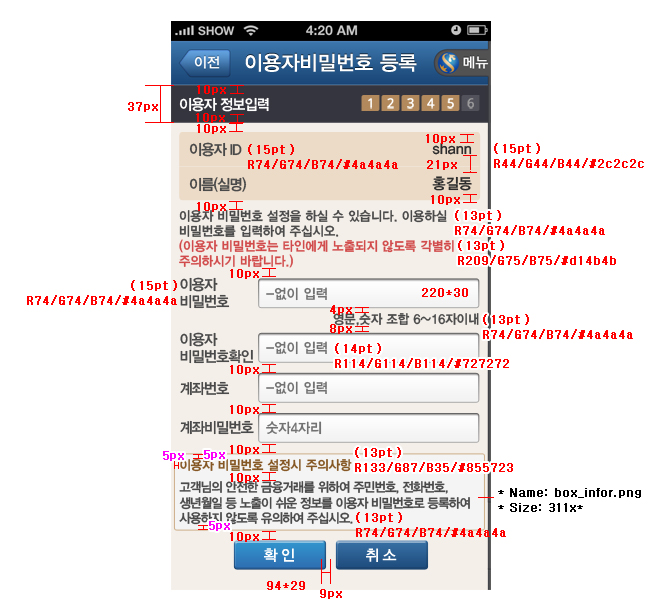 SHOW 4:20 AM
이전 이용자비밀번호 등록 메뉴
10px
37px 이용자 정보입력 1 2 3 4 5 6
10px
10px
10px
이용자 ID (15pt) shann (15pt)
R74/G74/B74/#4a4a4a 21px R44/G44/B44/#2c2c2c
이름(실명) 홍길동
10px
10px
이용자 비밀번호 설정을 하실 수 있습니다. 이용하실 (13pt)
비밀번호를 입력하여 주십시오. R74/G74/B74/#4a4a4a
(이용자 비밀번호는 타인에게 노출되지 않도록 각별히 (13pt)
주의하시기 바랍니다.) R209/G75/B75/#d14b4b
10px
(15pt) 이용자
R74/G74/B74/#4a4a4a 비밀번호 -없이 입력 220*30
4px
영문,숫자 조합 6~16자이내 (13pt)
8px R74/G74/B74/#4a4a4a
이용자
비밀번호확인 -없이 입력 (14pt)
R114/G114/B114/#727272
10px
계좌번호 -없이 입력
10px
계좌비밀번호 숫자4자리
10px
5px 5px (13pt)
이용자 비밀번호 설정시 주의사항 R133/G87/B35/#855723
10px
고객님의 안전한 금융거래를 위하여 주민번호, 전화번호, * Name: box_infor.png
생년월일 등 노출이 쉬운 정보를 이용자 비밀번호로 등록하여 * Size: 311x*
사용하지 않도록 유의하여 주십시오. (13pt)
5px R74/G74/B74/#4a4a4a
10px
확 인 취 소
94*29
9px